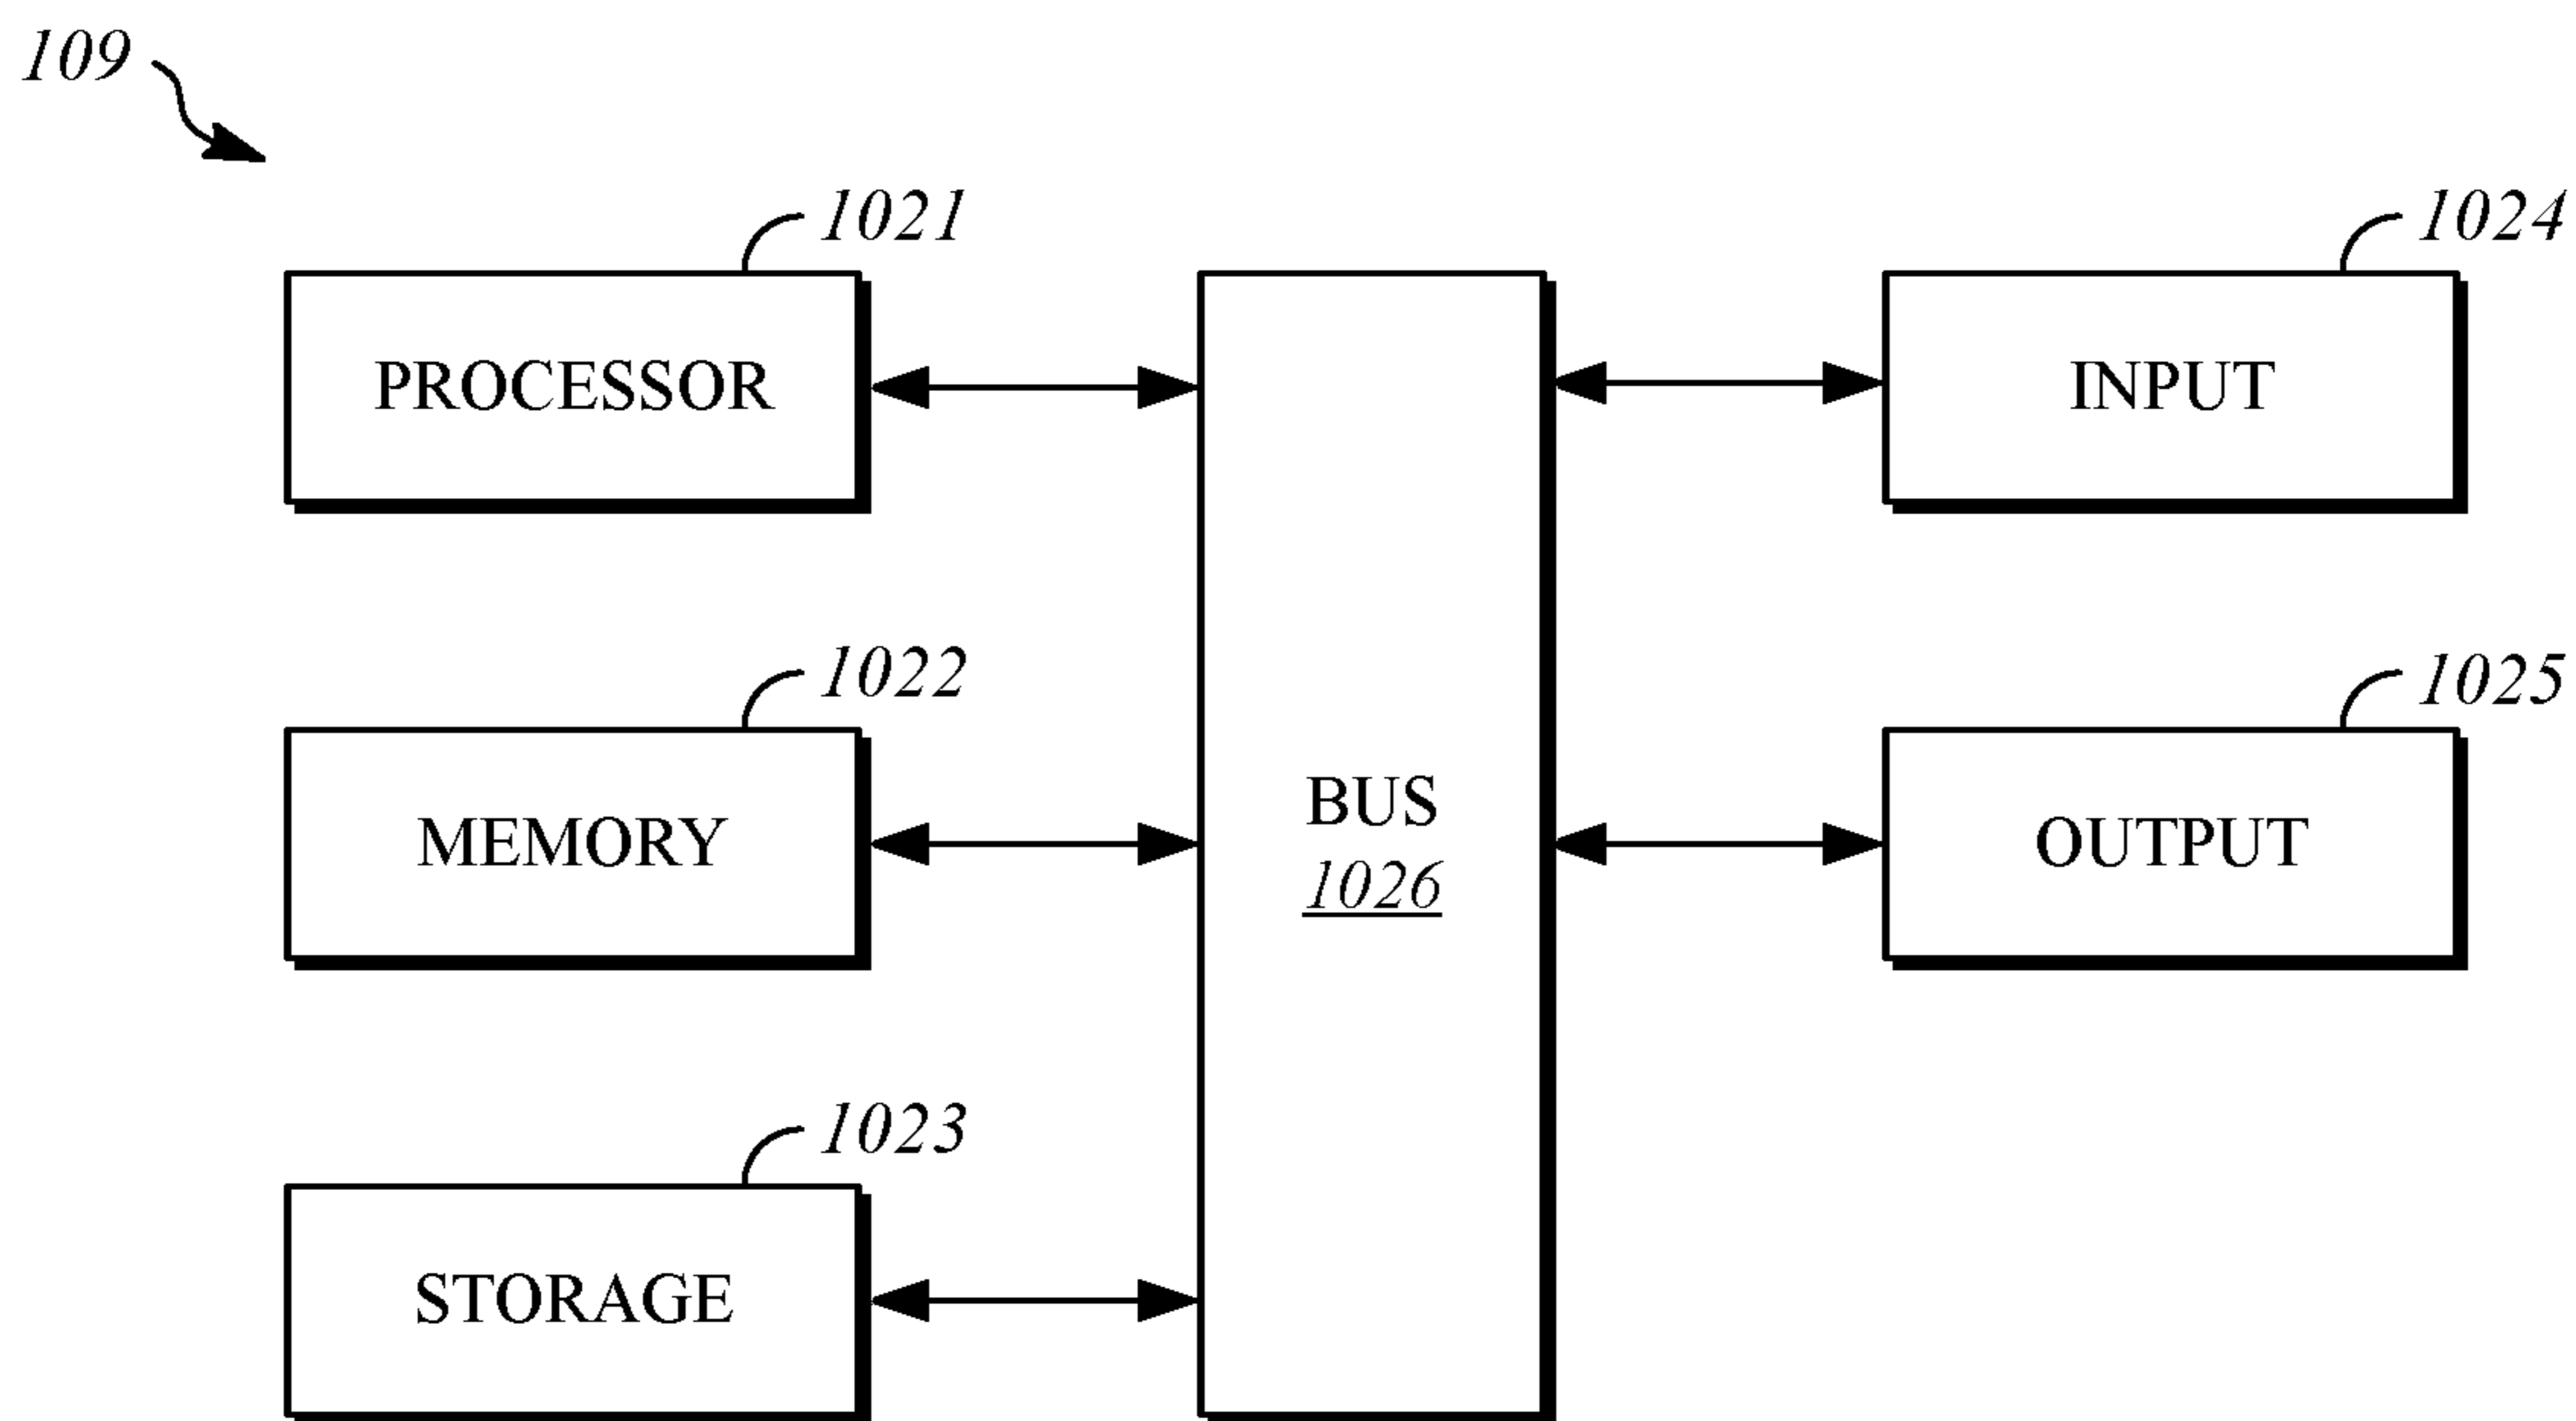 109
1021
PROCESSOR
1022
MEMORY
1023
STORAGE
BUS
1026
1024
INPUT
1025
OUTPUT